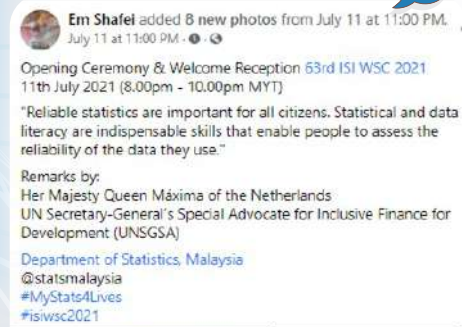 Em Shafei added 8 new photos from July 11 at 11:00 PM.
July 11 at 11:00 PM
Opening Ceremony & Welcome Reception 63rd ISI WSC 2021
11th July 2021 (8.00pm - 10.00pm MYT)
"Reliable statistics are important for all citizens. Statistical and data
literacy are indispensable skills that enable people to assess the
reliability of the data they use."
Remarks by:
Her Majesty Queen Máxima of the Netherlands
UN Secretary-General's Special Advocate for Inclusive Finance for
Development (UNSGSA)
Department of Statistics, Malaysia
@statsmalaysia
#MyStats4Lives
#isiwsc2021